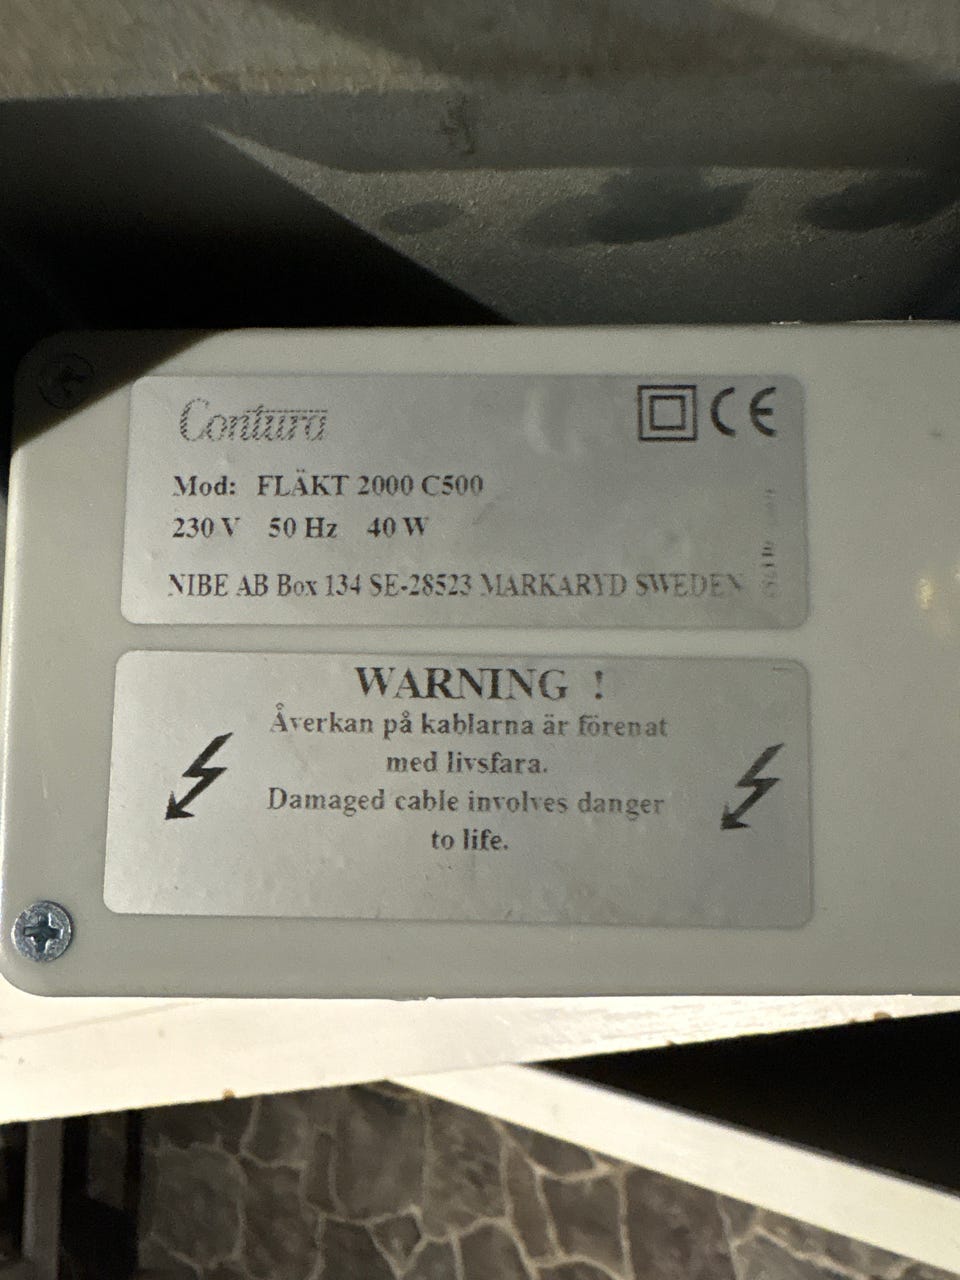 Contura
CE
Mod: FLÄKT 2000 C500
230 V 50 Hz 40 W
NIBE AB Box 134 SE-28523 MARKARYD SWEDEN
WARNING !
Åverkan på kablarna är förenat
med livsfara.
Damaged cable involves danger
to life.